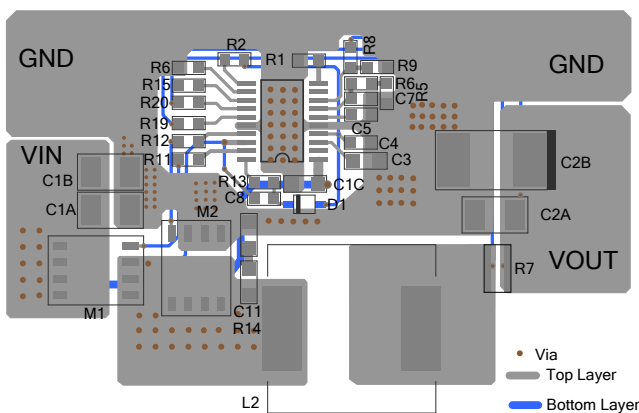 GND
R2
R1
R8
GND
R6
R9
R15
R6
R5
R20
C7
R19
C5
R12
C4
VIN
R11
C3
C2B
C1B
R13
C1C
C1A
C8
D1
M2
C2A
VOUT
R7
M1
C11
R14
L2
Via
Top Layer
Bottom Layer